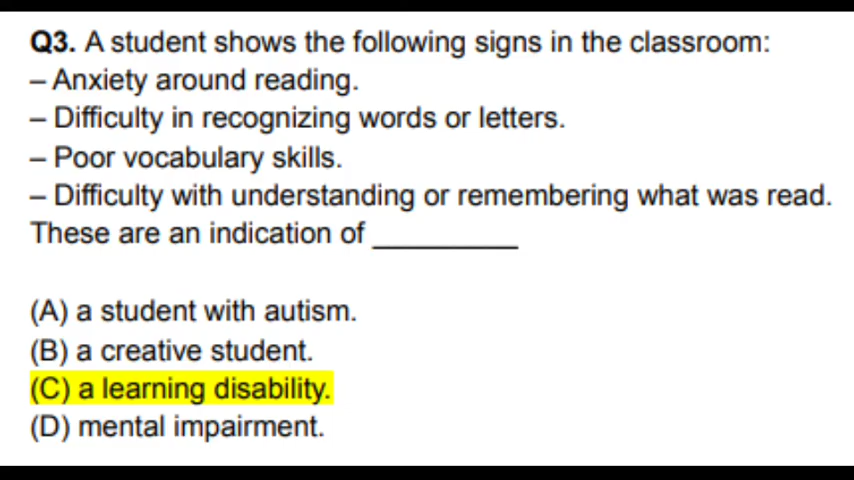 Q3. A student shows the following signs in the classroom:
– Anxiety around reading.
– Difficulty in recognizing words or letters.
– Poor vocabulary skills.
– Difficulty with understanding or remembering what was read.
These are an indication of __________
(A) a student with autism.
(B) a creative student.
(C) a learning disability.
(D) mental impairment.